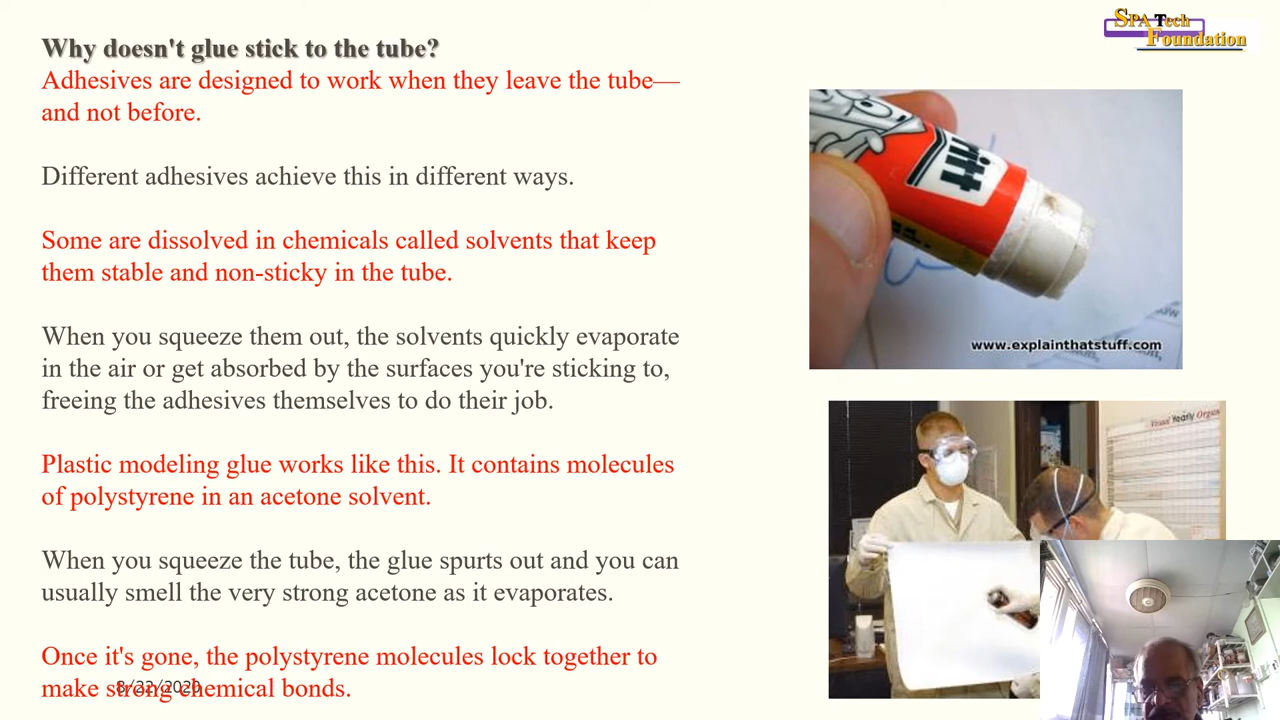 SPA Tech
Foundation
Why doesn't glue stick to the tube?
Adhesives are designed to work when they leave the tube—
and not before.
Different adhesives achieve this in different ways.
Some are dissolved in chemicals called solvents that keep
them stable and non-sticky in the tube.
When you squeeze them out, the solvents quickly evaporate
in the air or get absorbed by the surfaces you're sticking to,
freeing the adhesives themselves to do their job.
Plastic modeling glue works like this. It contains molecules
of polystyrene in an acetone solvent.
When you squeeze the tube, the glue spurts out and you can
usually smell the very strong acetone as it evaporates.
Once it's gone, the polystyrene molecules lock together to
make strong chemical bonds.
ritt
www.explainthatstuff.com
Visual Yearly